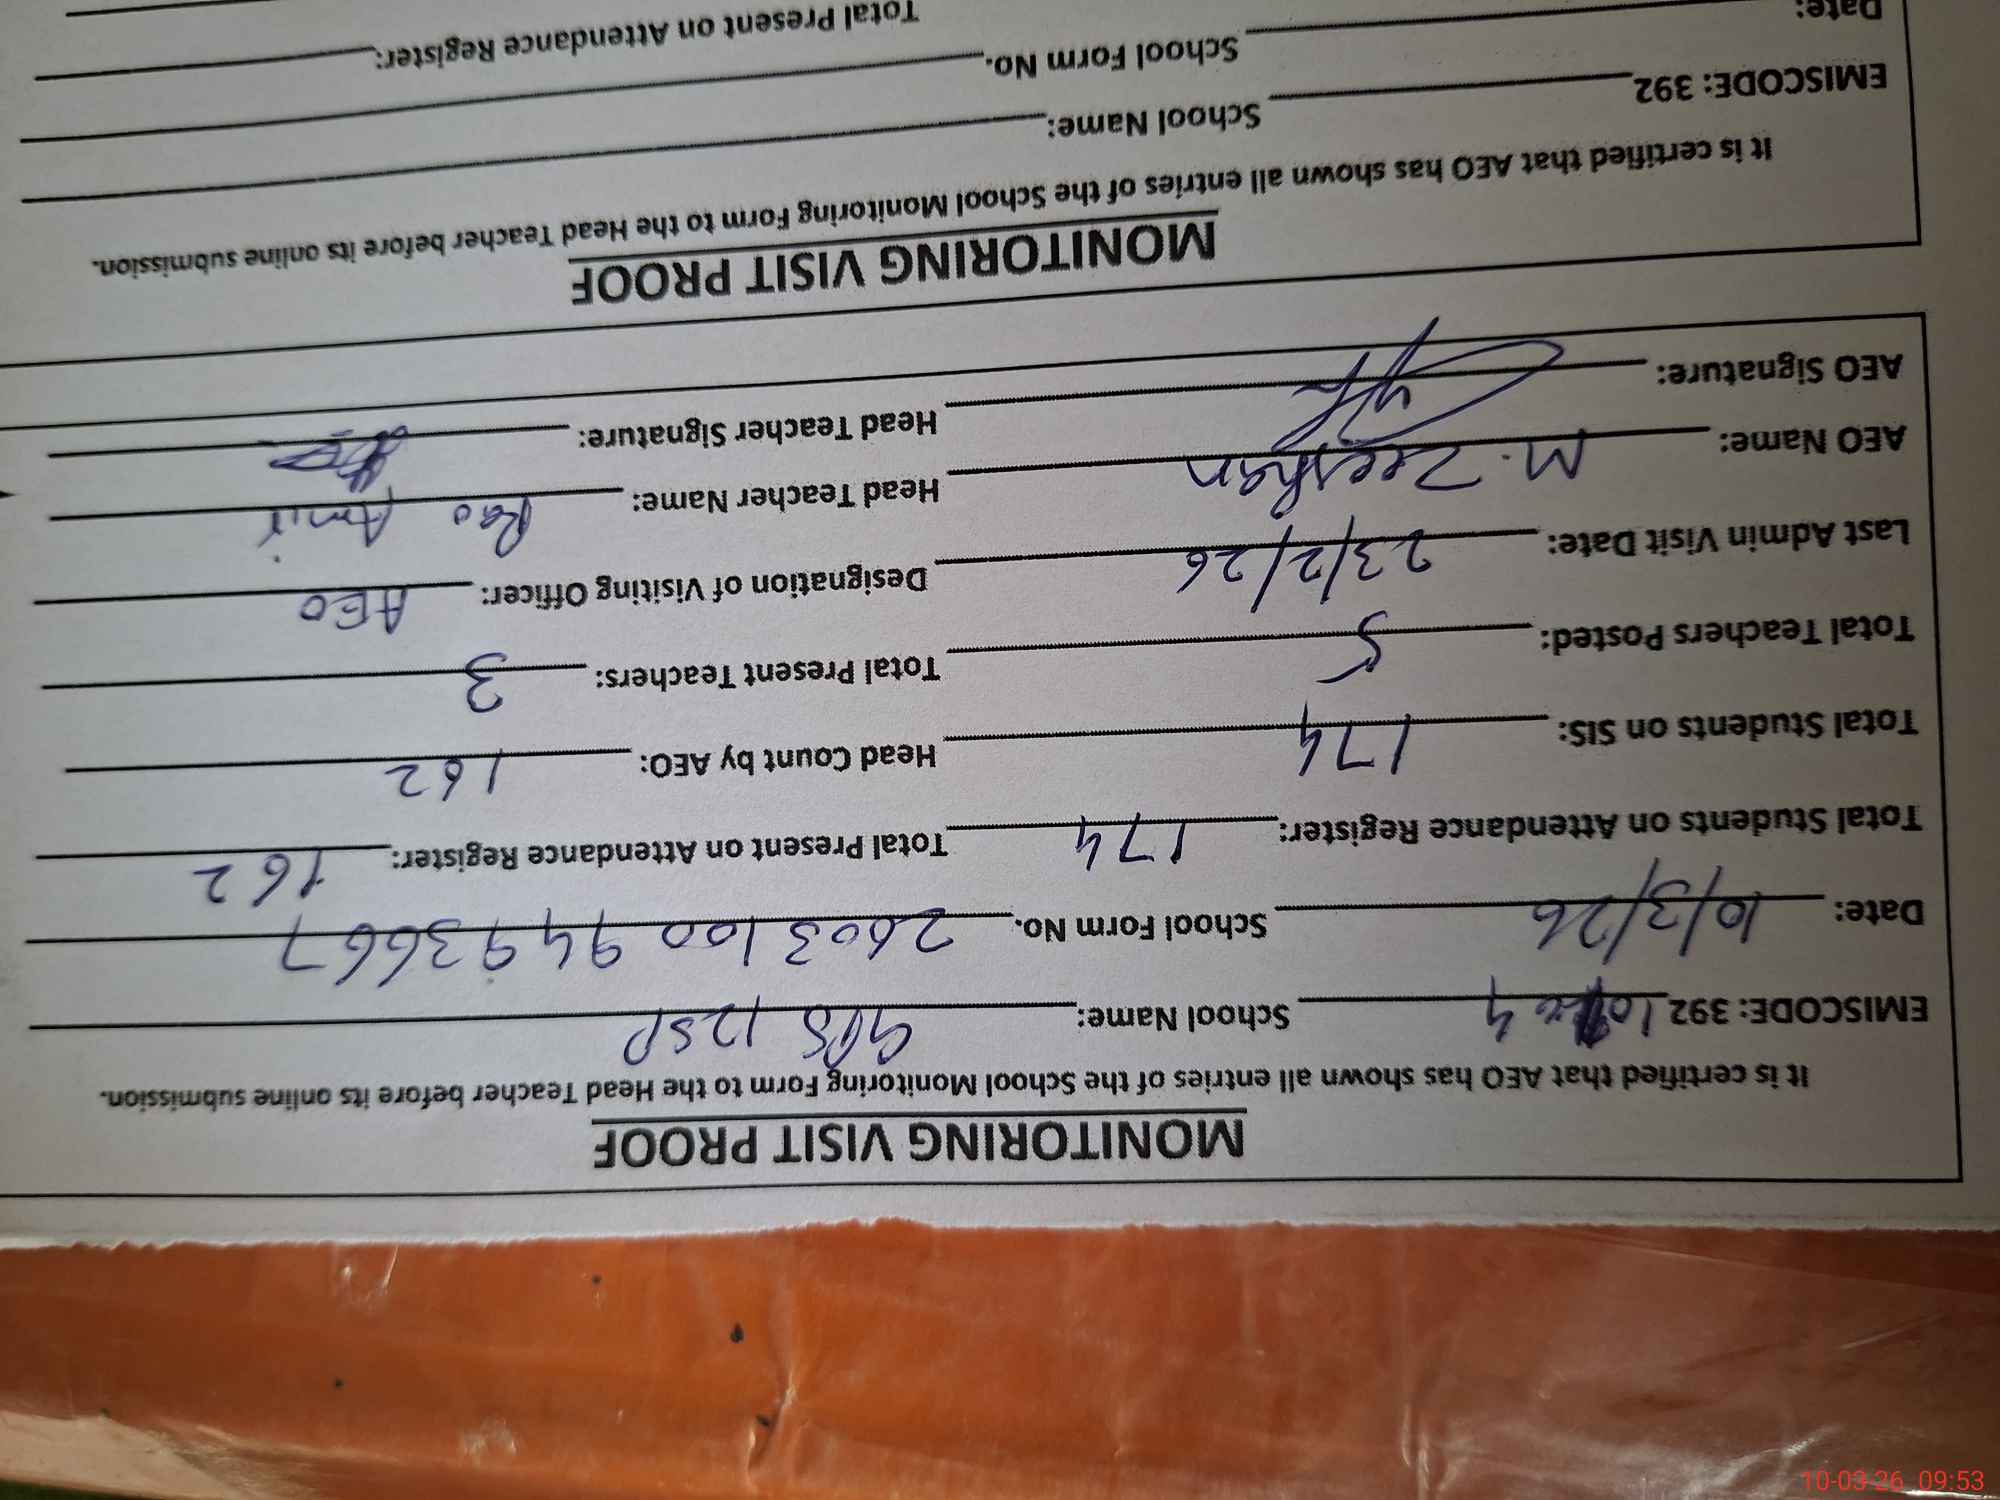 MONITORING VISIT PROOF
It is certified that AEO has shown all entries of the School Monitoring Form to the Head Teacher before its online submission.
EMISCODE: 392 School Name: GPS 12SP
Date: 10/3/26 School Form No. 2603100949 3667
Total Students on Attendance Register: 174 Total Present on Attendance Register: 162
Total Students on SIS: 174 Head Count by AEO: 162
Total Teachers Posted: 5 Total Present Teachers: 3
Last Admin Visit Date: 23/2/26 Designation of Visiting Officer: AEO
AEO Name: M. Zeeshan Head Teacher Name: Rao Amir
AEO Signature: Head Teacher Signature:
MONITORING VISIT PROOF
It is certified that AEO has shown all entries of the School Monitoring Form to the Head Teacher before its online submission.
EMISCODE: 392 School Name:
Date: School Form No.
Total Present on Attendance Register:
10-03-26 09:53